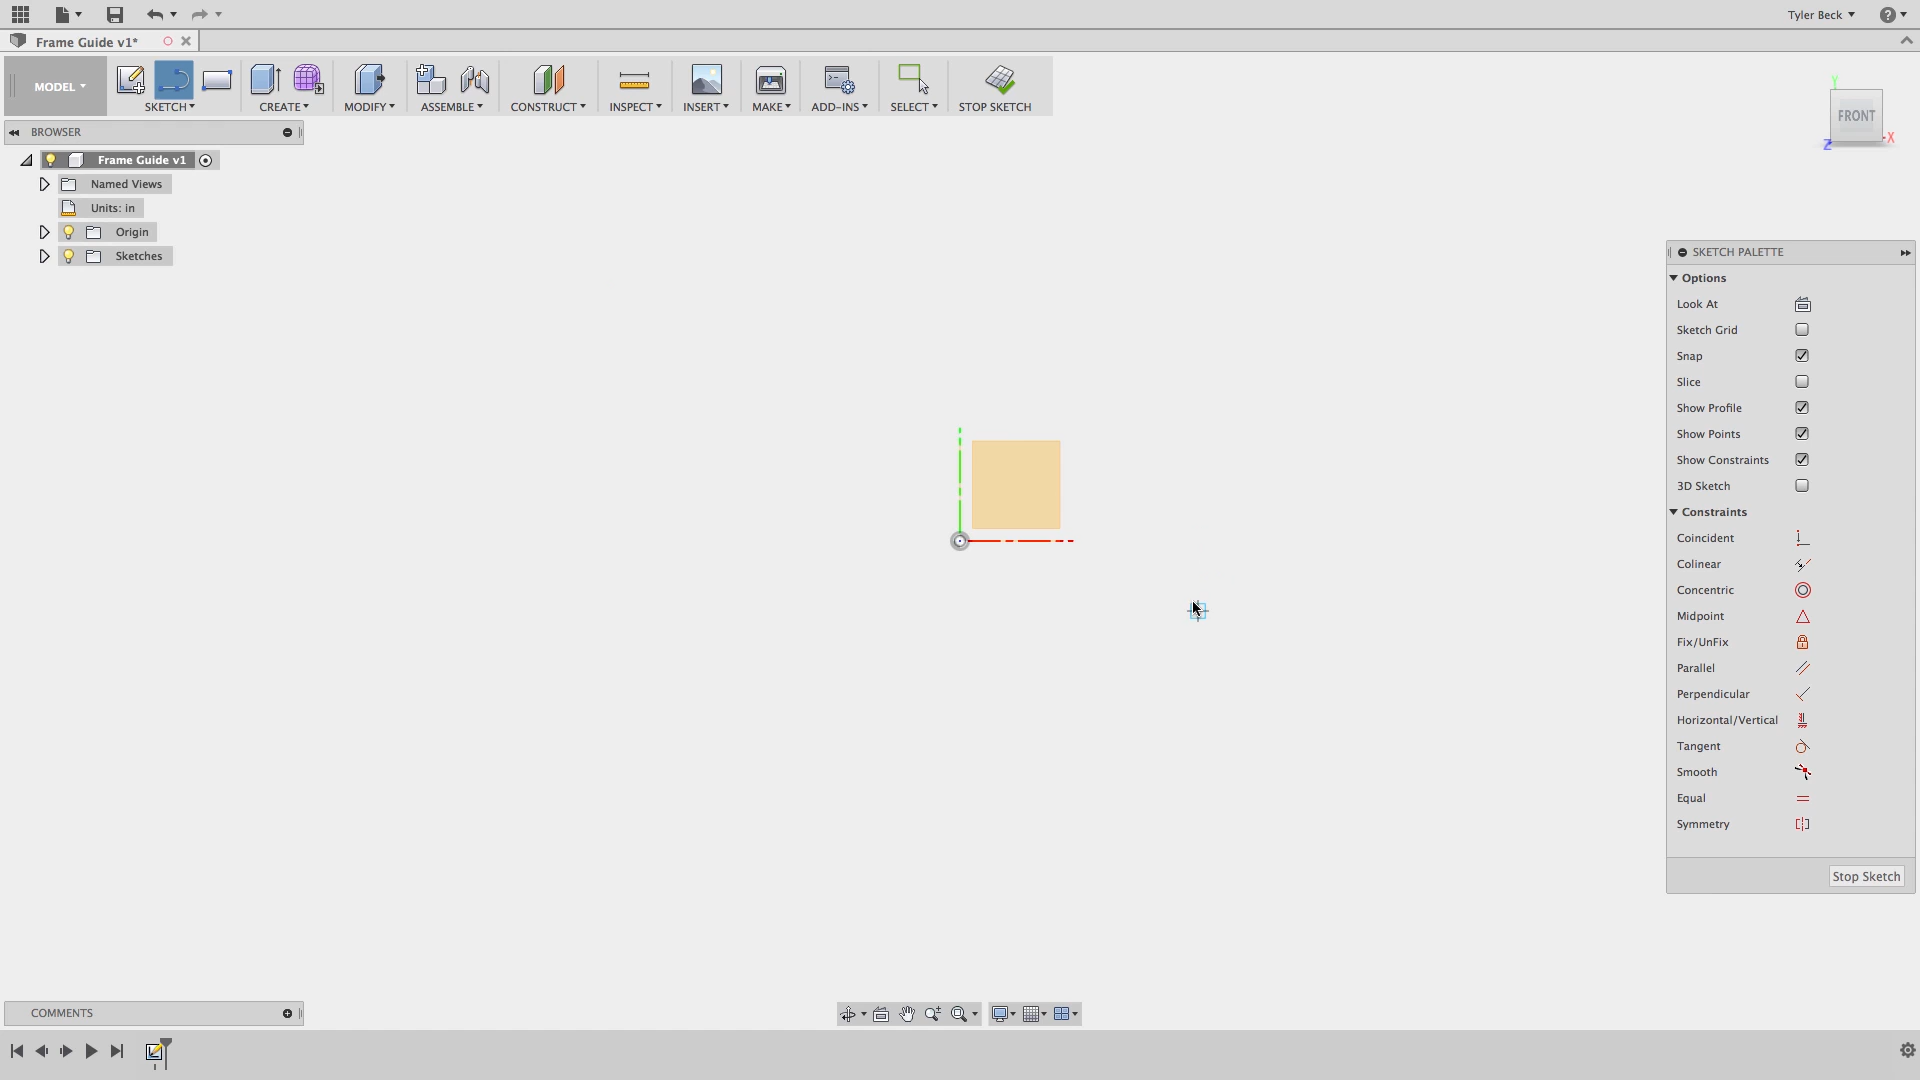 Tyler Beck
?
Frame Guide v1*
MODEL
SKETCH
CREATE
MODIFY
ASSEMBLE
CONSTRUCT
INSPECT
INSERT
MAKE
ADD-INS
SELECT
STOP SKETCH
Y
FRONT
X
Z
BROWSER
Frame Guide v1
Named Views
Units: in
Origin
Sketches
SKETCH PALETTE
Options
Look At
Sketch Grid
Snap
Slice
Show Profile
Show Points
Show Constraints
3D Sketch
Constraints
Coincident
Colinear
Concentric
Midpoint
Fix/UnFix
Parallel
Perpendicular
Horizontal/Vertical
Tangent
Smooth
Equal
Symmetry
Stop Sketch
COMMENTS